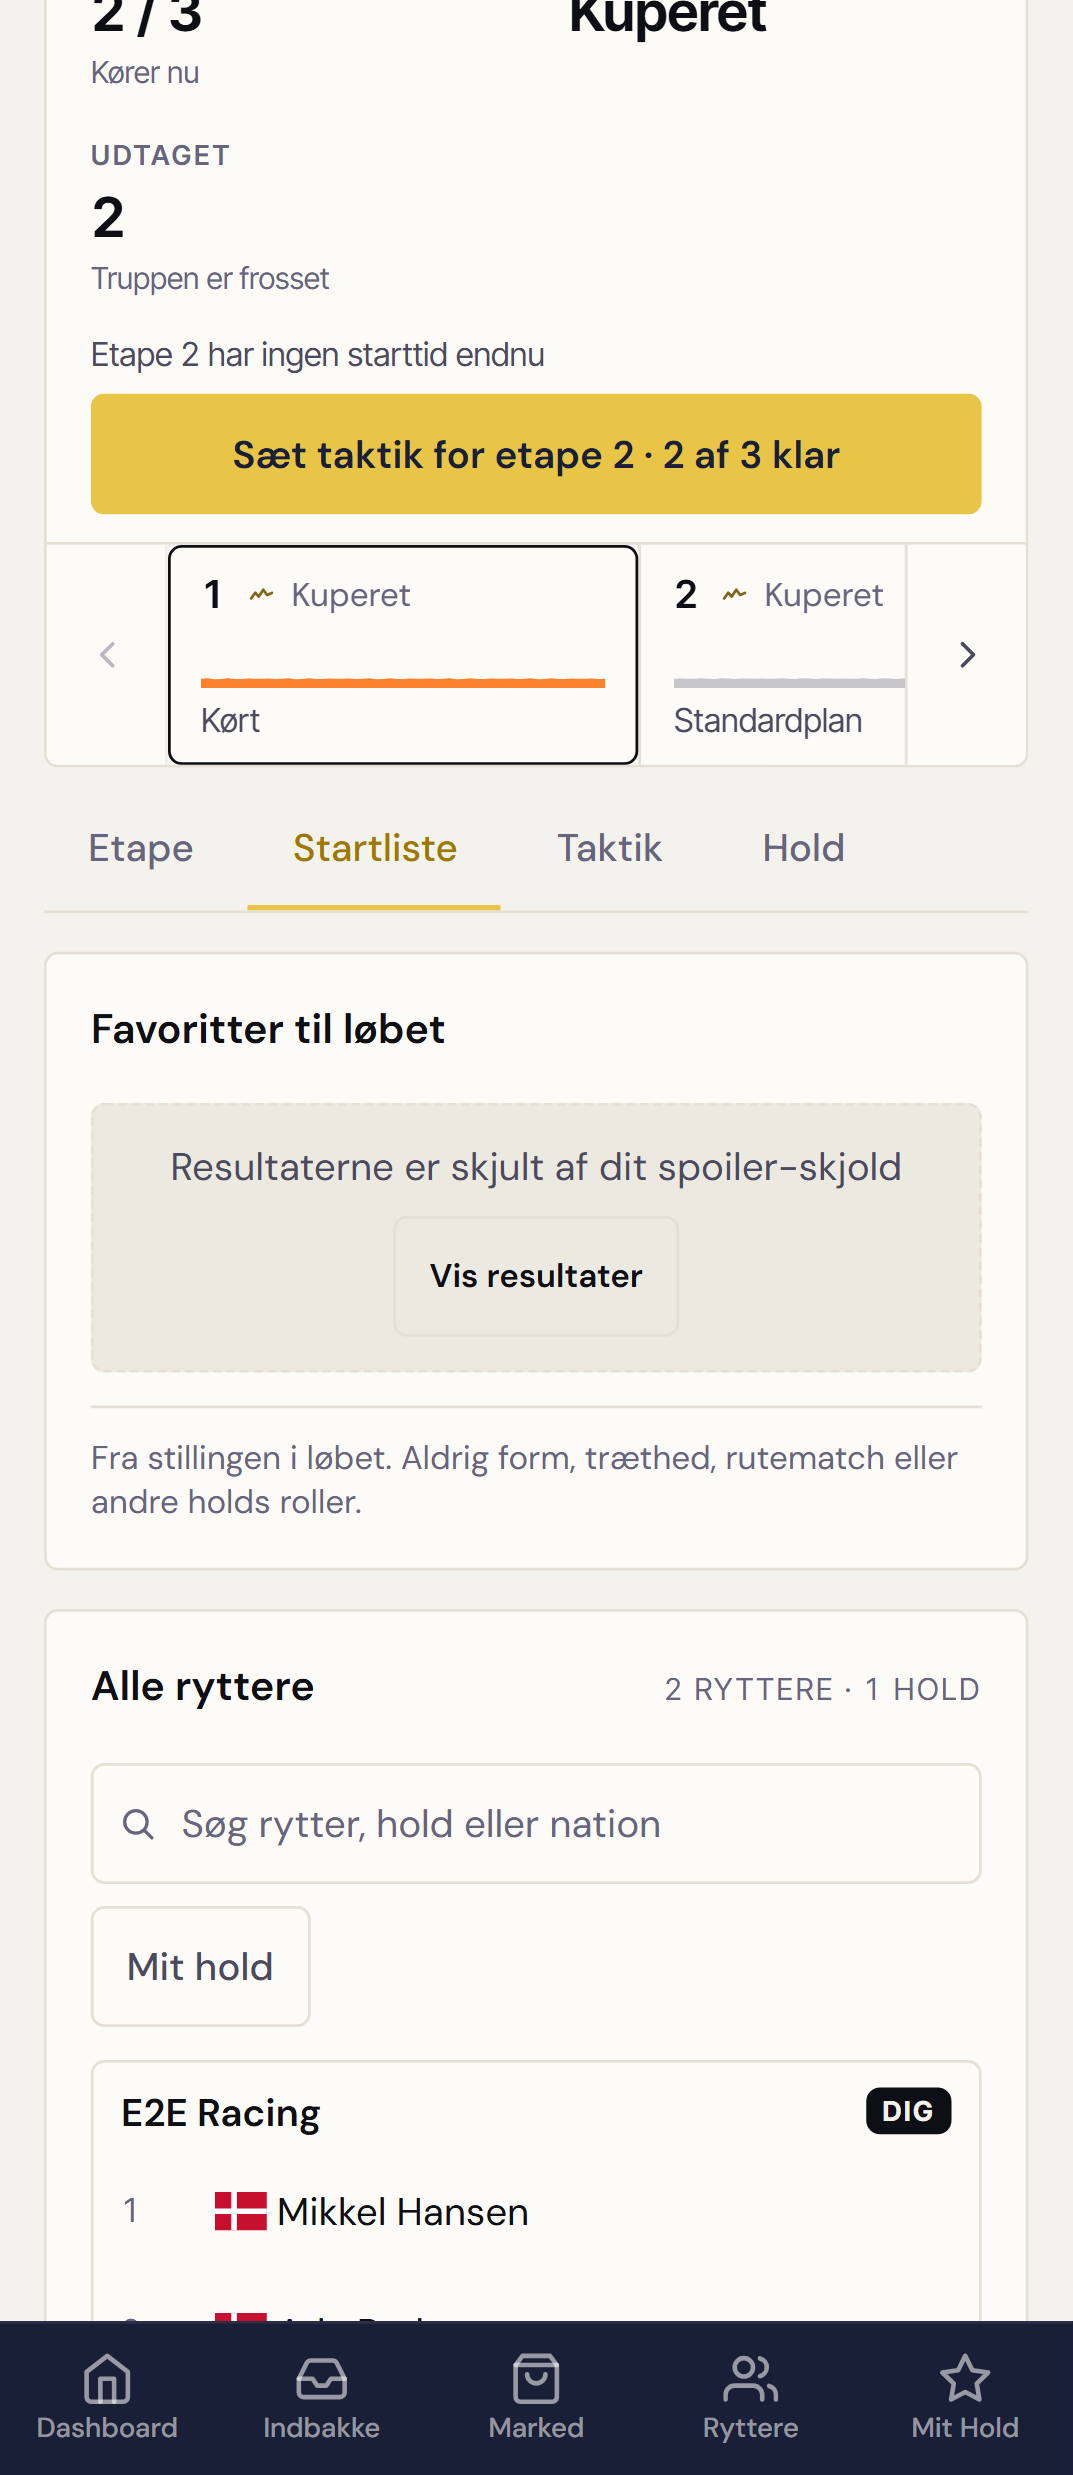 2 / 3
Kuperet
Kører nu
UDTAGET
2
Truppen er frosset
Etape 2 har ingen starttid endnu
Sæt taktik for etape 2 · 2 af 3 klar
1 Kuperet
2 Kuperet
Kørt
Standardplan
Etape
Startliste
Taktik
Hold
Favoritter til løbet
Resultaterne er skjult af dit spoiler-skjold
Vis resultater
Fra stillingen i løbet. Aldrig form, træthed, rutematch eller
andre holds roller.
Alle ryttere
2 RYTTERE · 1 HOLD
Søg rytter, hold eller nation
Mit hold
E2E Racing
DIG
1 Mikkel Hansen
Dashboard
Indbakke
Marked
Ryttere
Mit Hold